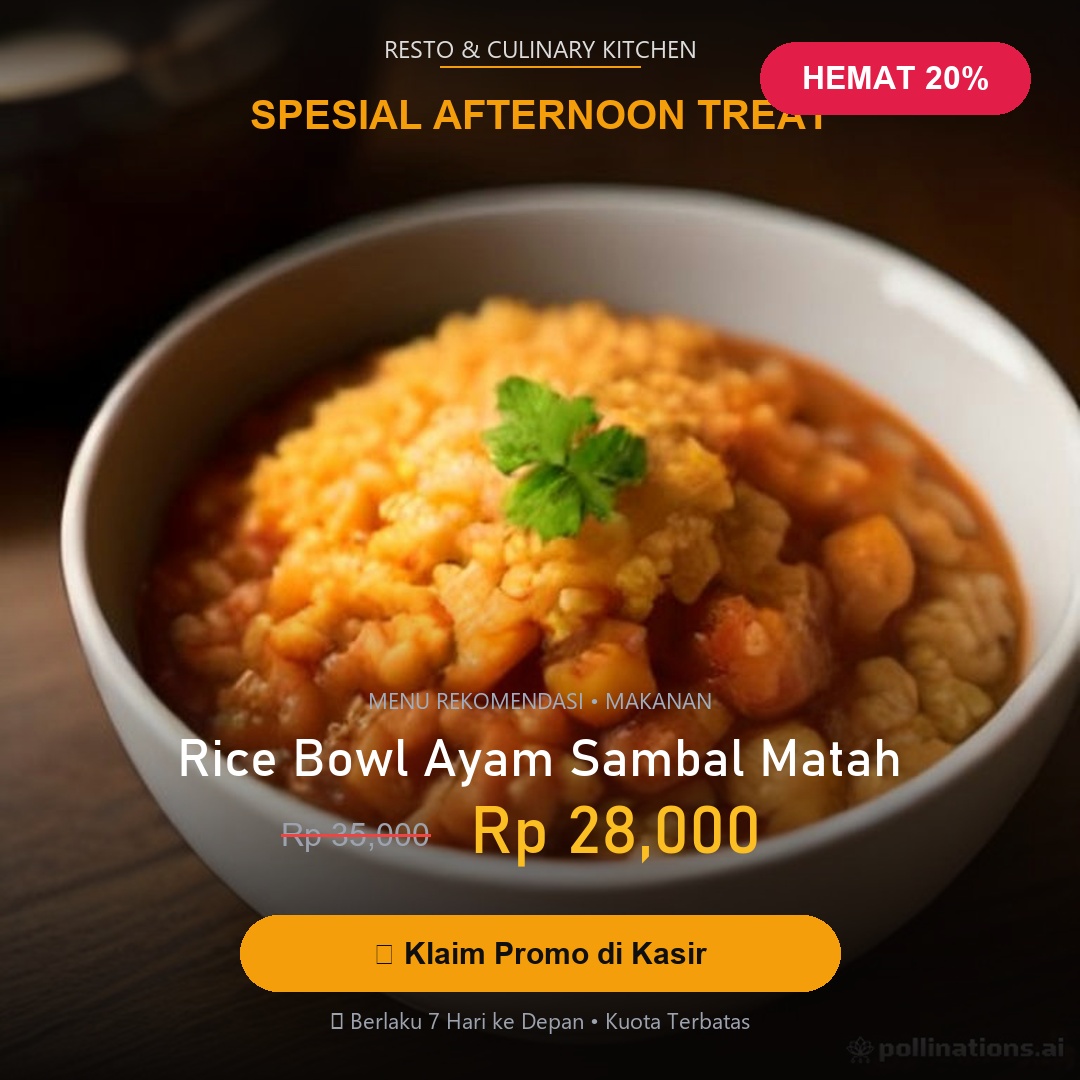 RESTO & CULINARY KITCHEN
HEMAT 20%
SPESIAL AFTERNOON TREAT
MENU REKOMENDASI • MAKANAN
Rice Bowl Ayam Sambal Matah
Rp 35,000 Rp 28,000
Klaim Promo di Kasir
Berlaku 7 Hari ke Depan • Kuota Terbatas
pollinations.ai